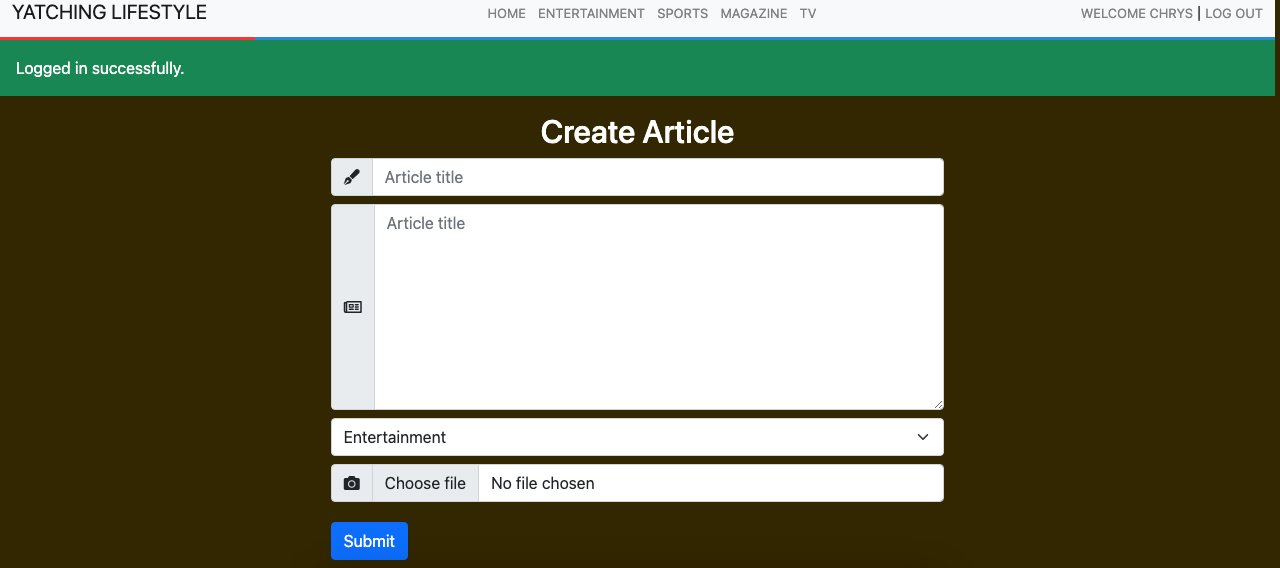 YATCHING LIFESTYLE
HOME ENTERTAINMENT SPORTS MAGAZINE TV
WELCOME CHRYS | LOG OUT
Logged in successfully.
Create Article
Article title
Article title
Entertainment
Choose file No file chosen
Submit